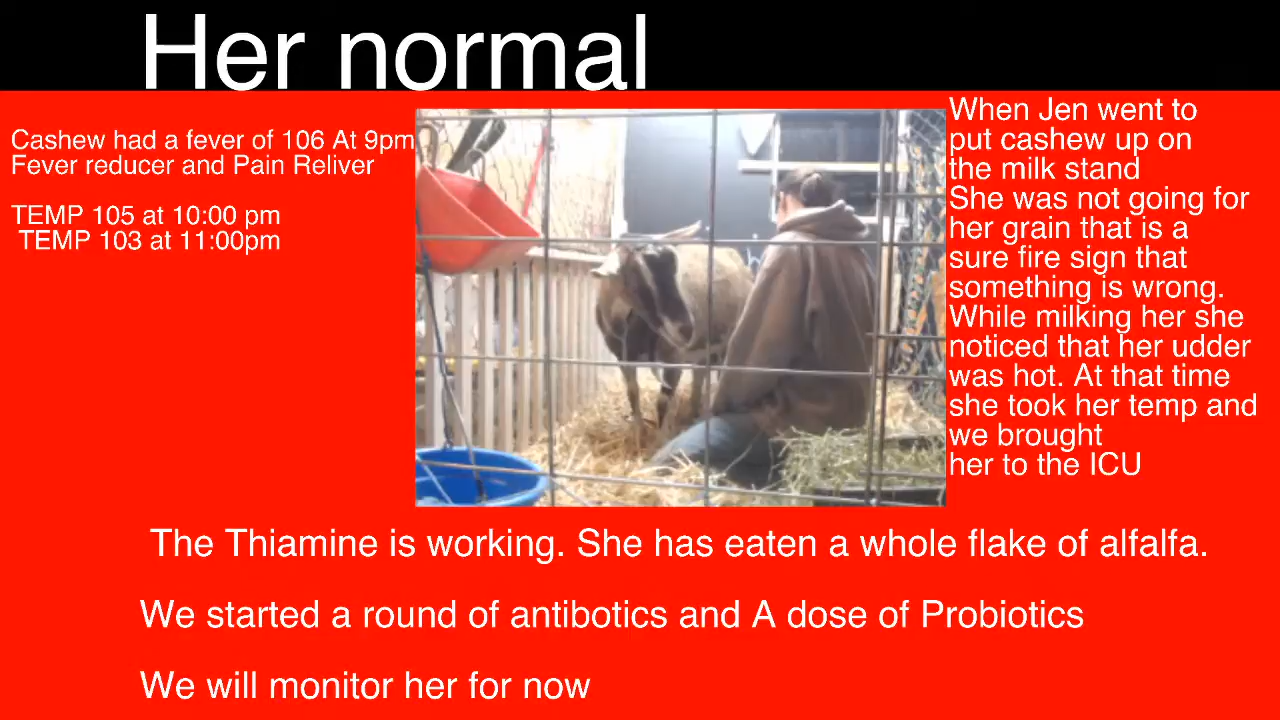 Her normal
Cashew had a fever of 106 At 9pm
Fever reducer and Pain Reliver
TEMP 105 at 10:00 pm
TEMP 103 at 11:00pm
When Jen went to
put cashew up on
the milk stand
She was not going for
her grain that is a
sure fire sign that
something is wrong.
While milking her she
noticed that her udder
was hot. At that time
she took her temp and
we brought
her to the ICU
The Thiamine is working. She has eaten a whole flake of alfalfa.
We started a round of antibotics and A dose of Probiotics
We will monitor her for now